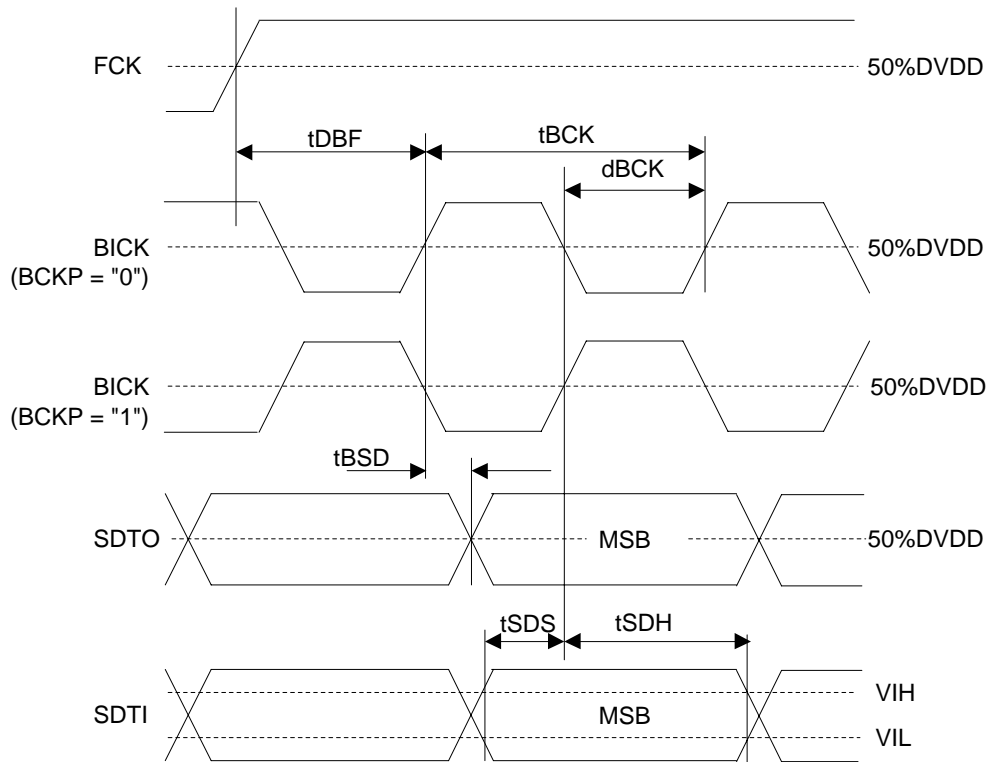 FCK
50%DVDD
tDBF
tBCK
dBCK
BICK
(BCKP = "0")
50%DVDD
BICK
(BCKP = "1")
50%DVDD
tBSD
SDTO
MSB
50%DVDD
tSDS
tSDH
SDTI
MSB
VIH
VIL